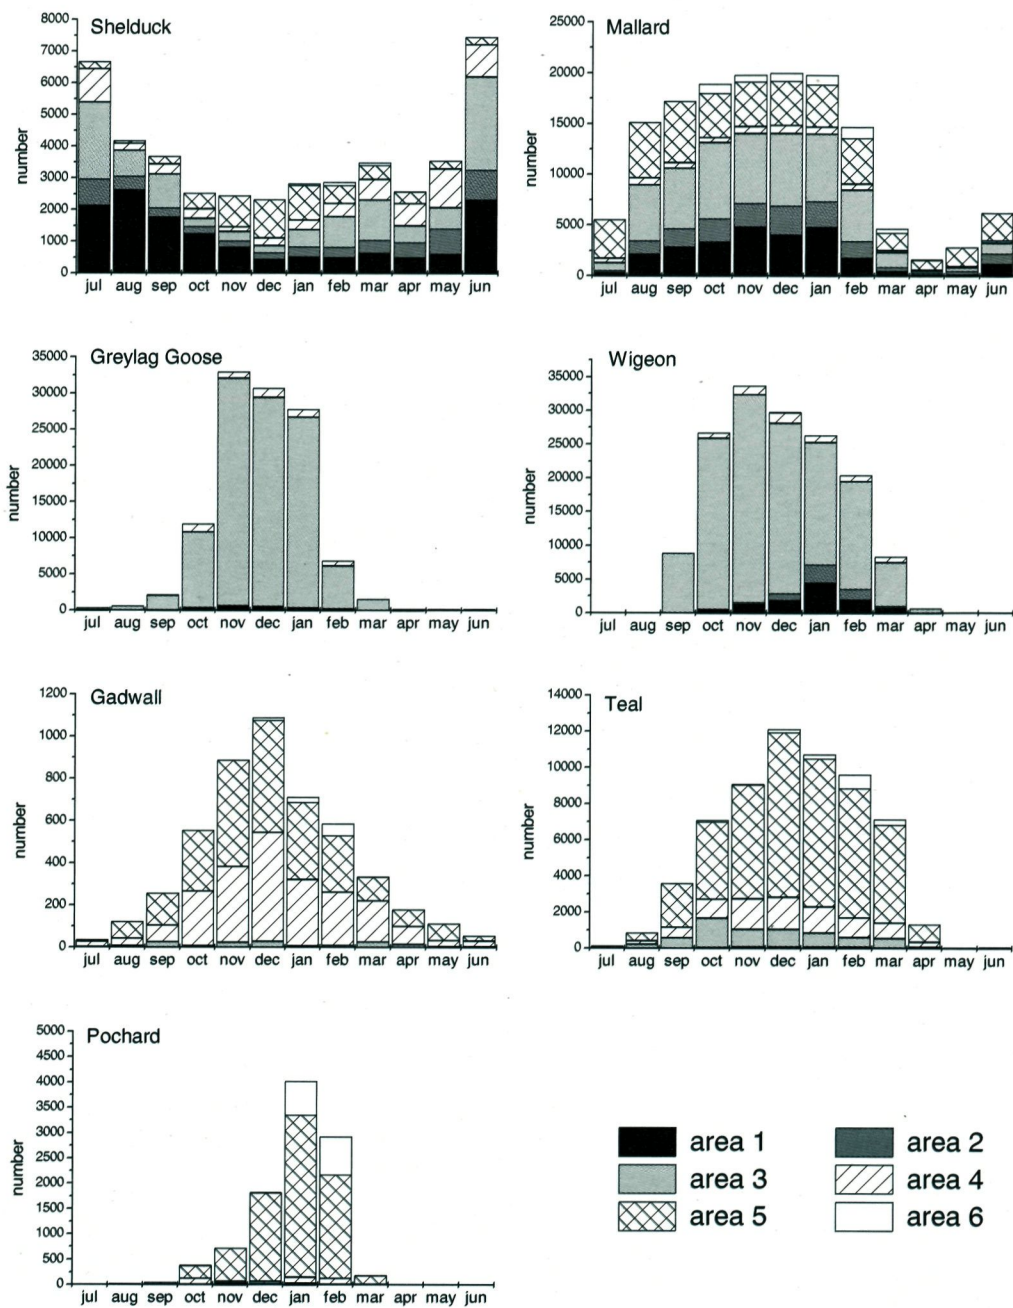 Shelduck
8000
7000
6000
5000
4000
3000
2000
1000
0
number
jul aug sep oct nov dec jan feb mar apr may jun
Mallard
25000
20000
15000
10000
5000
0
number
jul aug sep oct nov dec jan feb mar apr may jun
Greylag Goose
35000
30000
25000
20000
15000
10000
5000
0
number
jul aug sep oct nov dec jan feb mar apr may jun
Wigeon
35000
30000
25000
20000
15000
10000
5000
0
number
jul aug sep oct nov dec jan feb mar apr may jun
Gadwall
1200
1000
800
600
400
200
0
number
jul aug sep oct nov dec jan feb mar apr may jun
Teal
14000
12000
10000
8000
6000
4000
2000
0
number
jul aug sep oct nov dec jan feb mar apr may jun
Pochard
5000
4500
4000
3500
3000
2500
2000
1500
1000
500
0
number
jul aug sep oct nov dec jan feb mar apr may jun
area 1 area 2
area 3 area 4
area 5 area 6